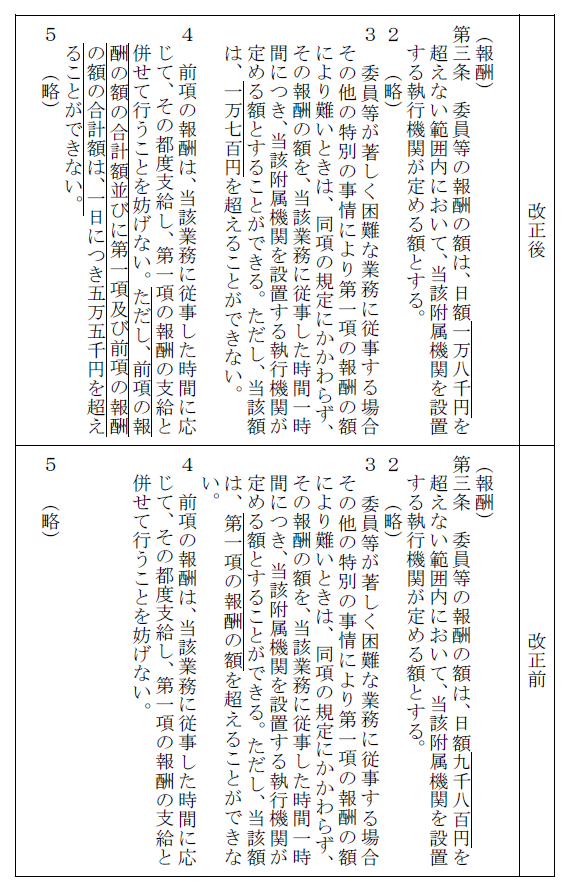 改正後
（報酬）
第三条　委員等の報酬の額は、日額一万八千円を
超えない範囲内において、当該附属機関を設置
する執行機関が定める額とする。
２　（略）
３　委員等が著しく困難な業務に従事する場合
その他の特別の事情により第一項の報酬の額
により難いときは、同項の規定にかかわらず、
その報酬の額を、当該業務に従事した時間一時
間につき、当該附属機関を設置する執行機関が
定める額とすることができる。ただし、当該額
は、一万七百円を超えることができない。
４　前項の報酬は、当該業務に従事した時間に応
じて、その都度支給し、第一項の報酬の支給と
併せて行うことを妨げない。ただし、前項の報
酬の額の合計額並びに第一項及び前項の報酬
の額の合計額は、一日につき五万五千円を超え
ることができない。
５　（略）
改正前
（報酬）
第三条　委員等の報酬の額は、日額九千八百円を
超えない範囲内において、当該附属機関を設置
する執行機関が定める額とする。
２　（略）
３　委員等が著しく困難な業務に従事する場合
その他の特別の事情により第一項の報酬の額
により難いときは、同項の規定にかかわらず、
その報酬の額を、当該業務に従事した時間一時
間につき、当該附属機関を設置する執行機関が
定める額とすることができる。ただし、当該額
は、第一項の報酬の額を超えることができな
い。
４　前項の報酬は、当該業務に従事した時間に応
じて、その都度支給し、第一項の報酬の支給と
併せて行うことを妨げない。
５　（略）